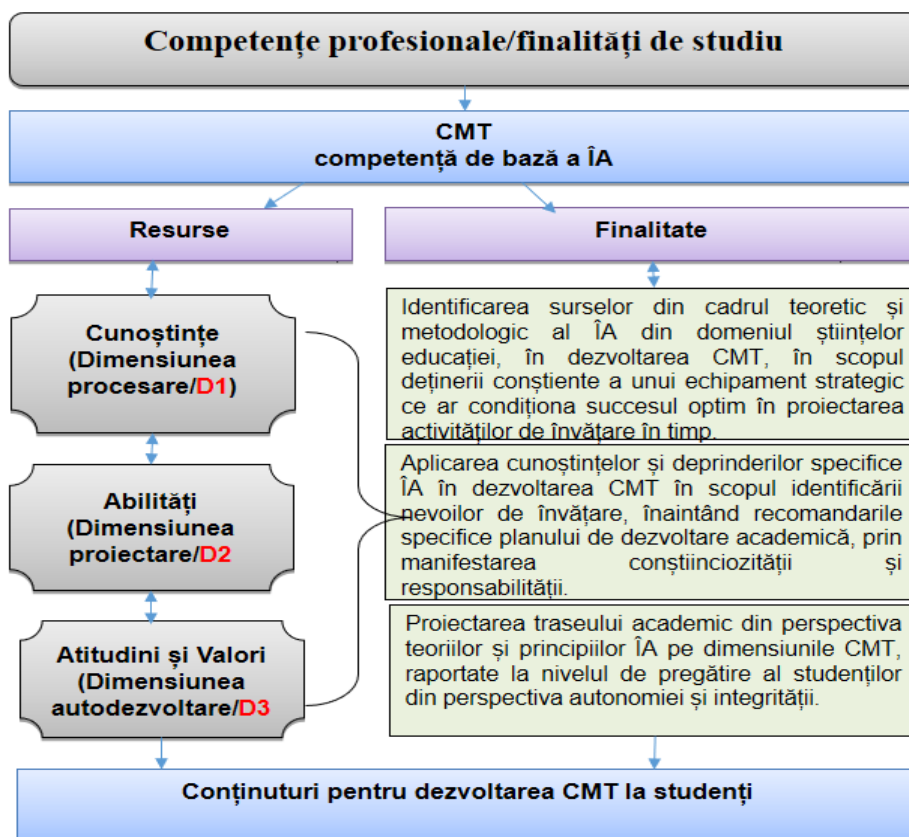 Competențe profesionale/finalități de studiu
CMT
competență de bază a ÎA
Resurse
Finalitate
Cunoștințe
(Dimensiunea
procesare/D1)
Abilități
(Dimensiunea
proiectare/D2
Atitudini și Valori
(Dimensiunea
autodezvoltare/D3
Identificarea surselor din cadrul teoretic și
metodologic al ÎA din domeniul științelor
educației, în dezvoltarea CMT, în scopul
deținerii conștiente a unui echipament strategic
ce ar condiționa succesul optim în proiectarea
activităților de învățare în timp.
Aplicarea cunoștințelor și deprinderilor specifice
ÎA în dezvoltarea CMT în scopul identificării
nevoilor de învățare, înaintând recomandarile
specifice planului de dezvoltare academică, prin
manifestarea conștiinciozității și
responsabilității.
Proiectarea traseului academic din perspectiva
teoriilor și principiilor ÎA pe dimensiunile CMT,
raportate la nivelul de pregătire al studenților
din perspectiva autonomiei și integrității.
Conținuturi pentru dezvoltarea CMT la studenți